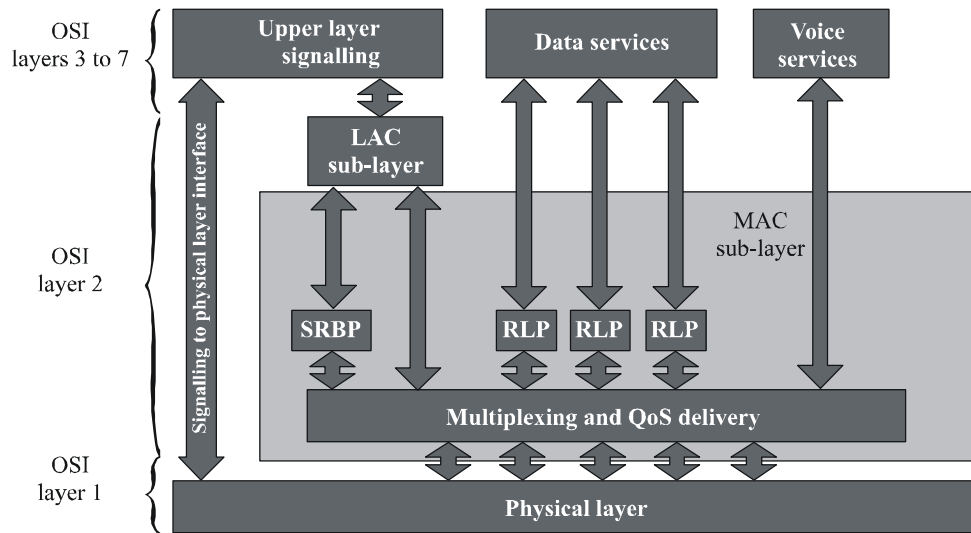 OSI
layers 3 to 7
Upper layer
signalling
Data services
Voice
services
LAC
sub-layer
Signalling to physical layer interface
MAC
sub-layer
OSI
layer 2
SRBP
RLP
RLP
RLP
Multiplexing and QoS delivery
OSI
layer 1
Physical layer